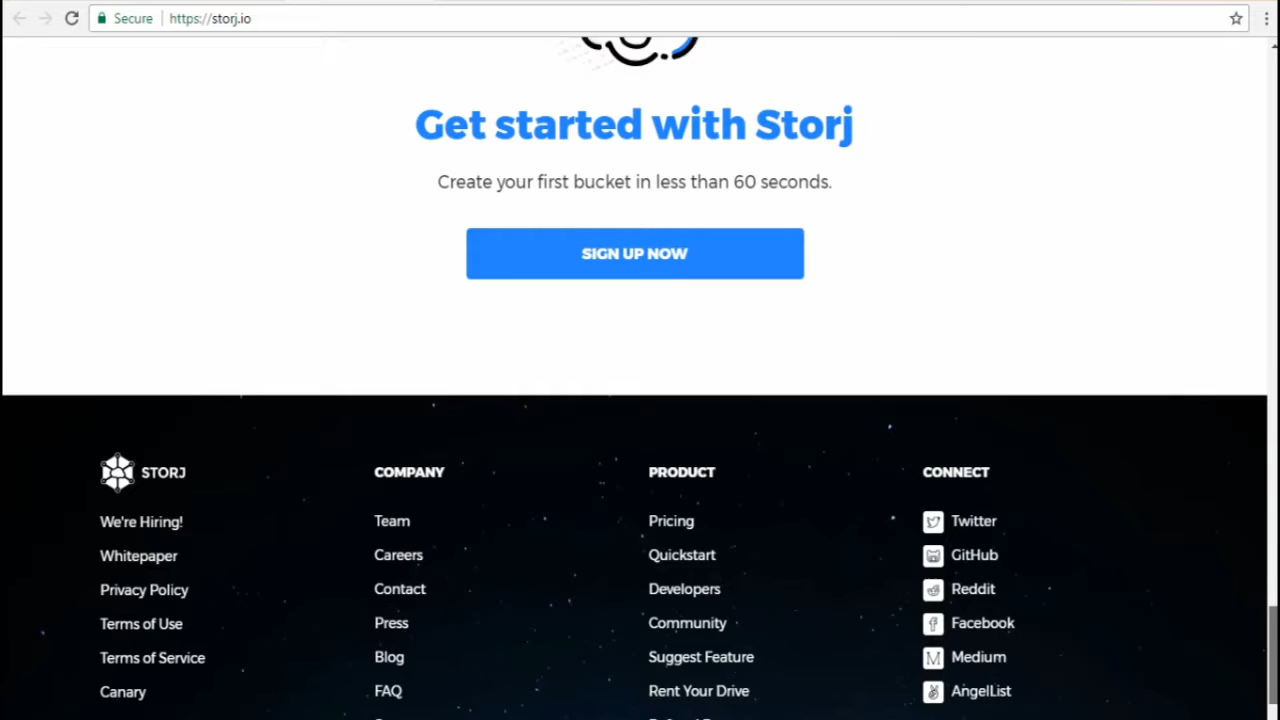 Secure
https://storj.io
Get started with Storj
Create your first bucket in less than 60 seconds.
SIGN UP NOW
STORJ
We're Hiring!
Whitepaper
Privacy Policy
Terms of Use
Terms of Service
Canary
COMPANY
Team
Careers
Contact
Press
Blog
FAQ
PRODUCT
Pricing
Quickstart
Developers
Community
Suggest Feature
Rent Your Drive
CONNECT
Twitter
GitHub
Reddit
Facebook
Medium
AngelList